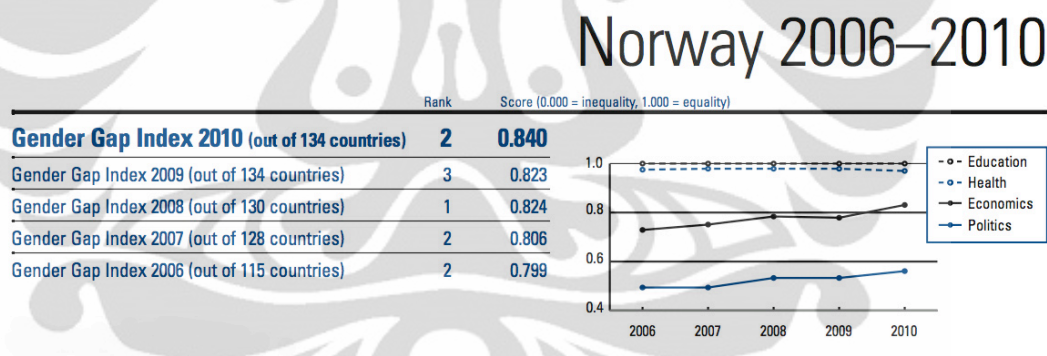 Norway 2006–2010
Rank Score (0.000 = inequality, 1.000 = equality)
Gender Gap Index 2010 (out of 134 countries) 2 0.840
Gender Gap Index 2009 (out of 134 countries) 3 0.823
Gender Gap Index 2008 (out of 130 countries) 1 0.824
Gender Gap Index 2007 (out of 128 countries) 2 0.806
Gender Gap Index 2006 (out of 115 countries) 2 0.799
1.0
0.8
0.6
0.4
2006 2007 2008 2009 2010
Education
Health
Economics
Politics